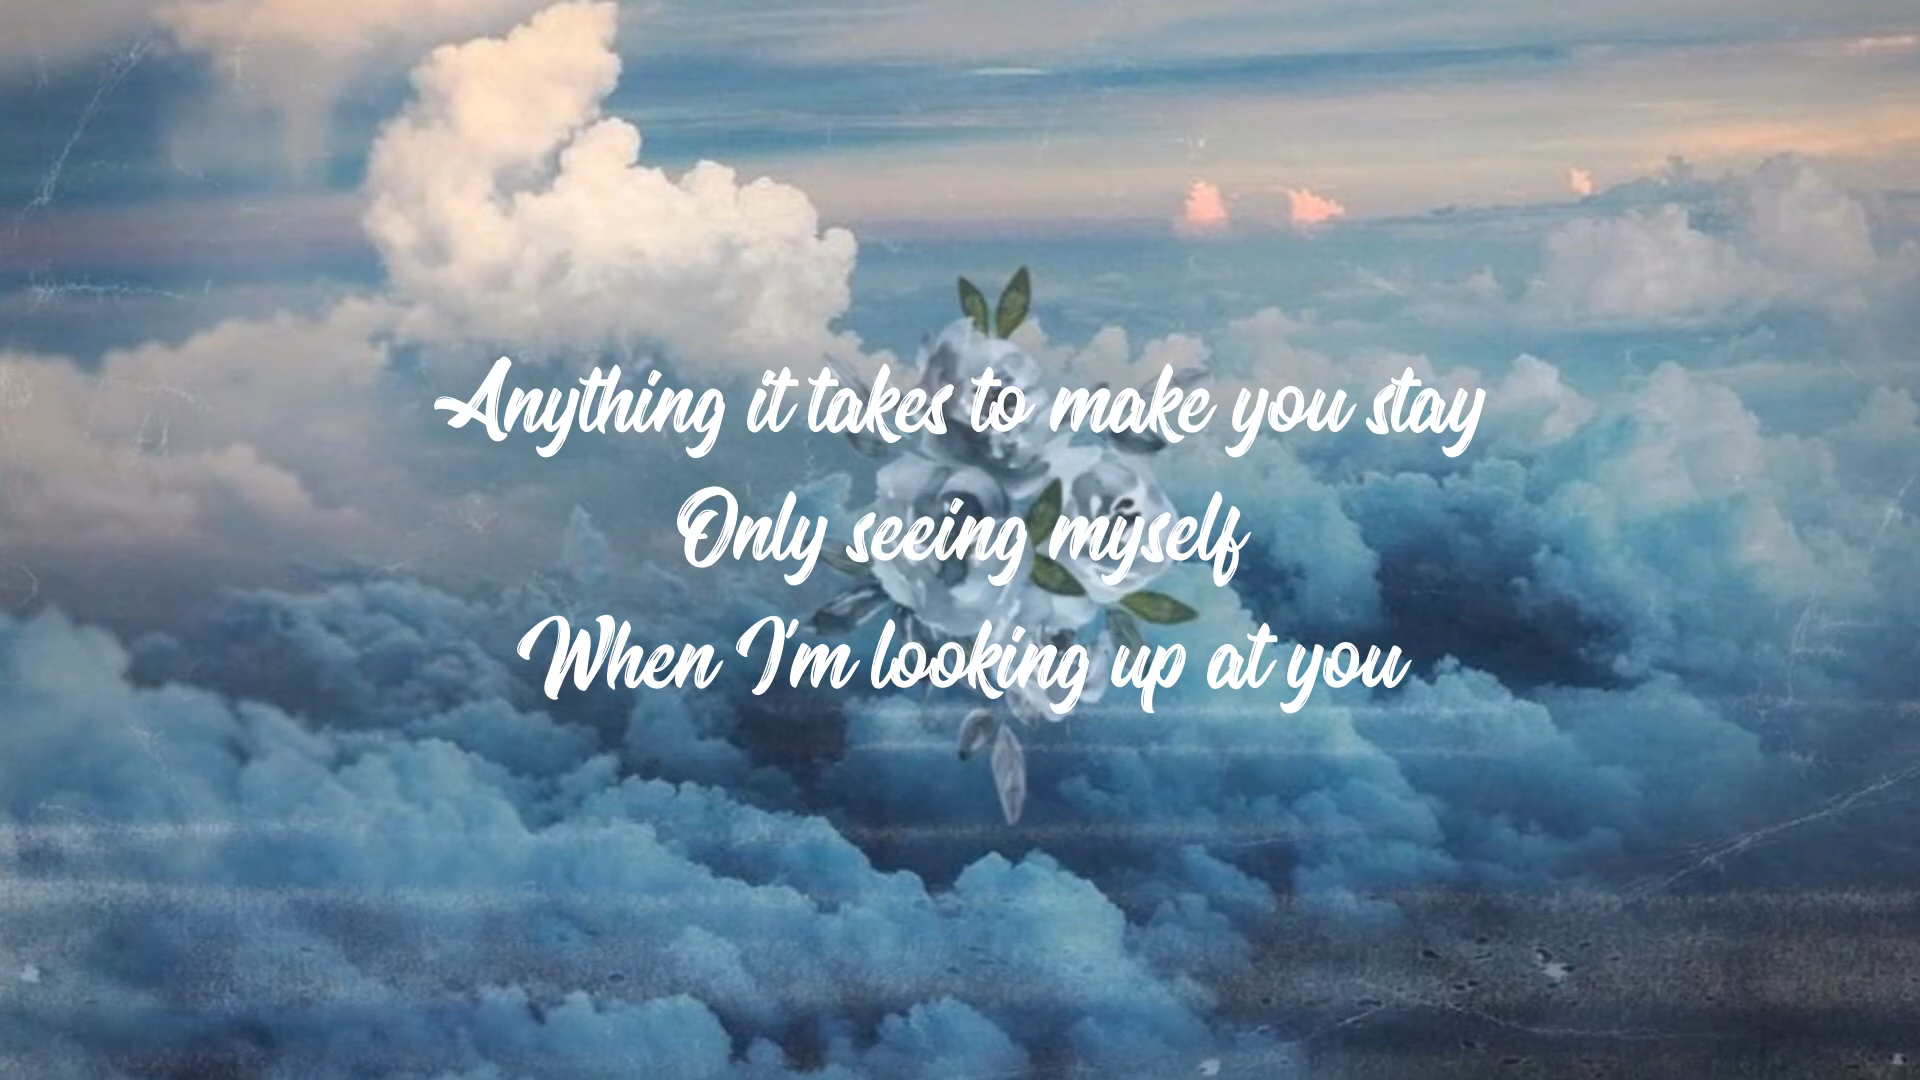 Anything it takes to make you stay
Only seeing myself
When I'm looking up at you